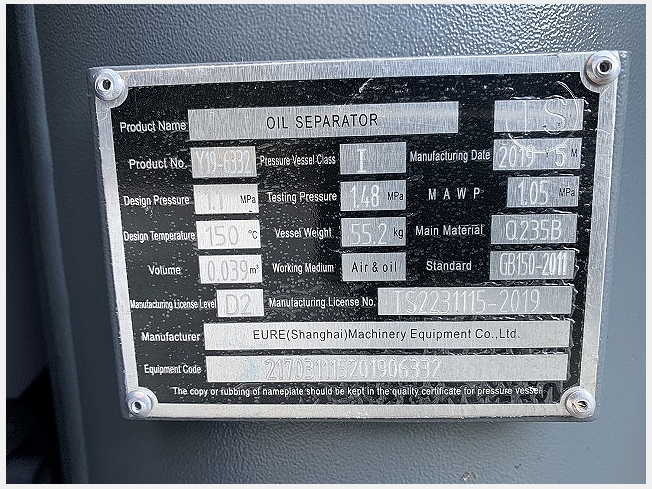 TS
Product Name OIL SEPARATOR
Product No. Y19-6332 Pressure Vessel Class I Manufacturing Date 2019 5 M
Design Pressure 1.1 MPa Testing Pressure 1.48 MPa MAWP 1.05 MPa
Design Temperature 150 °C Vessel Weight 55.2 kg Main Material Q235B
Volume 0.039 m³ Working Medium Air & oil Standard GB150-2011
Manufacturing License Level D2 Manufacturing License No. TS2231115-2019
Manufacturer EURE(Shanghai)Machinery Equipment Co.,Ltd.
Equipment Code 217031115201906332
The copy or rubbing of nameplate should be kept in the quality certificate for pressure vessel